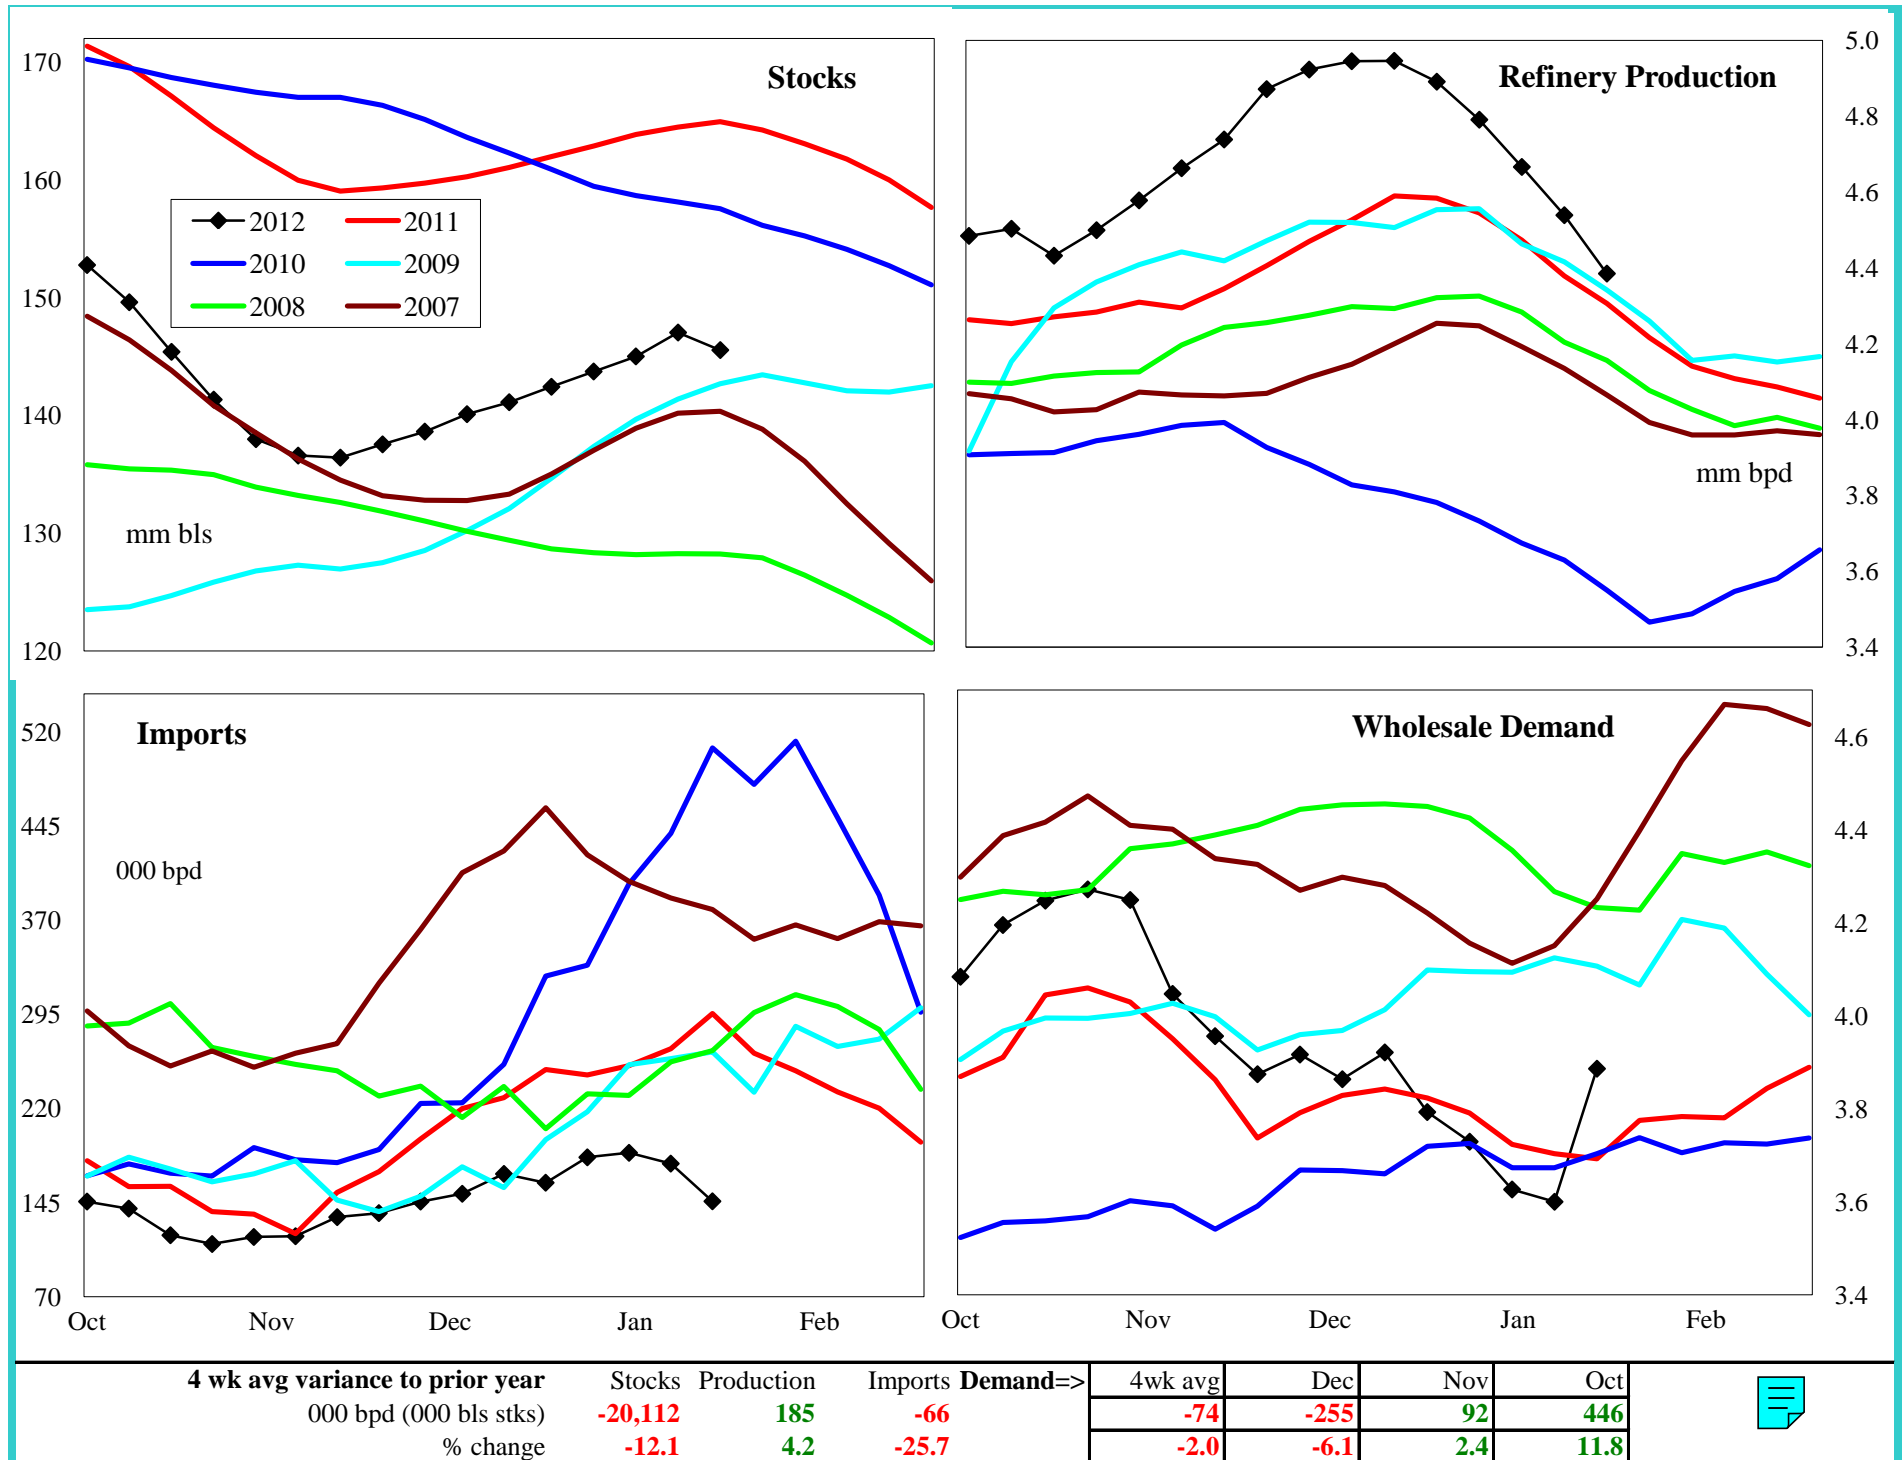 Stocks
170
160
150
140
130
120
2012 2011
2010 2009
2008 2007
mm bls
Refinery Production
5.0
4.8
4.6
4.4
4.2
4.0
3.8
3.6
3.4
mm bpd
Imports
520
445
370
295
220
145
70
000 bpd
Oct Nov Dec Jan Feb
Wholesale Demand
4.6
4.4
4.2
4.0
3.8
3.6
3.4
Oct Nov Dec Jan Feb
4 wk avg variance to prior year Stocks Production Imports Demand=> 4wk avg Dec Nov Oct
000 bpd (000 bls stks) -20,112 185 -66 -74 -255 92 446
% change -12.1 4.2 -25.7 -2.0 -6.1 2.4 11.8